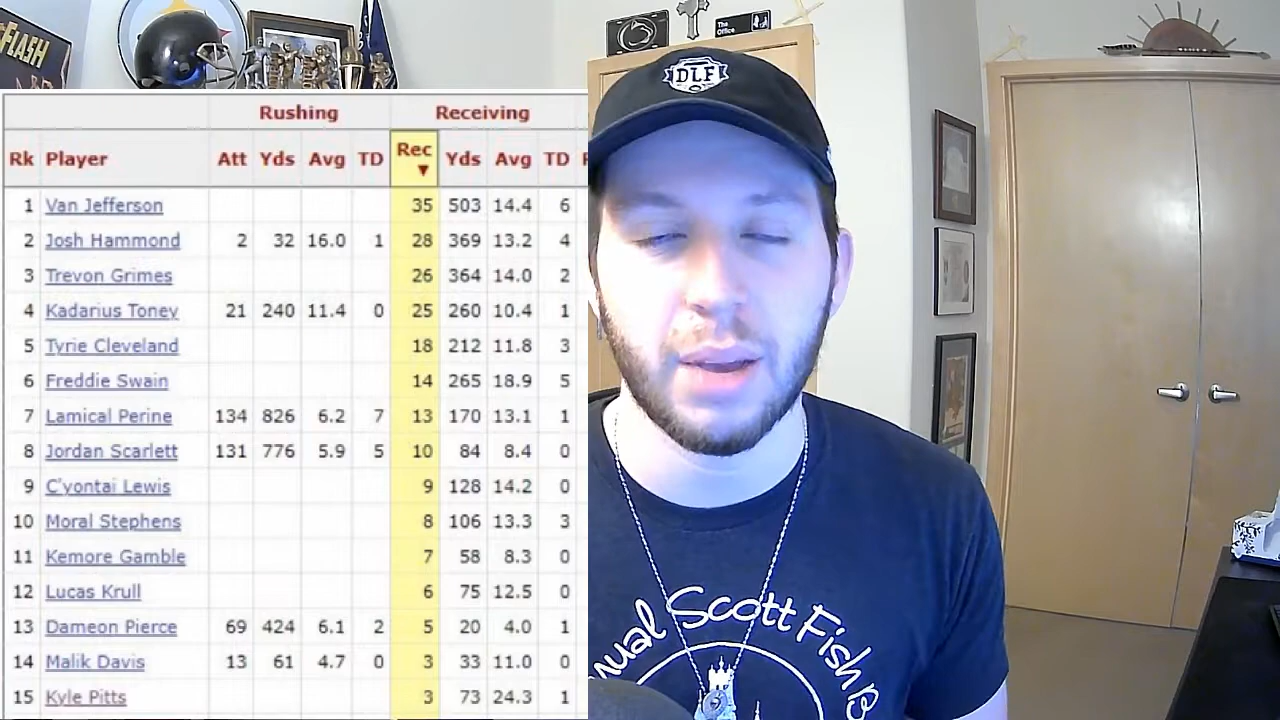 FLASH
The
Office
DLF
Rushing Receiving
Rk Player Att Yds Avg TD Rec ▼ Yds Avg TD
1 Van Jefferson 35 503 14.4 6
2 Josh Hammond 2 32 16.0 1 28 369 13.2 4
3 Trevon Grimes 26 364 14.0 2
4 Kadarius Toney 21 240 11.4 0 25 260 10.4 1
5 Tyrie Cleveland 18 212 11.8 3
6 Freddie Swain 14 265 18.9 5
7 Lamical Perine 134 826 6.2 7 13 170 13.1 1
8 Jordan Scarlett 131 776 5.9 5 10 84 8.4 0
9 C'yontai Lewis 9 128 14.2 0
10 Moral Stephens 8 106 13.3 3
11 Kemore Gamble 7 58 8.3 0
12 Lucas Krull 6 75 12.5 0
13 Dameon Pierce 69 424 6.1 2 5 20 4.0 1
14 Malik Davis 13 61 4.7 0 3 33 11.0 0
15 Kyle Pitts 3 73 24.3 1
nual Scott Fish B